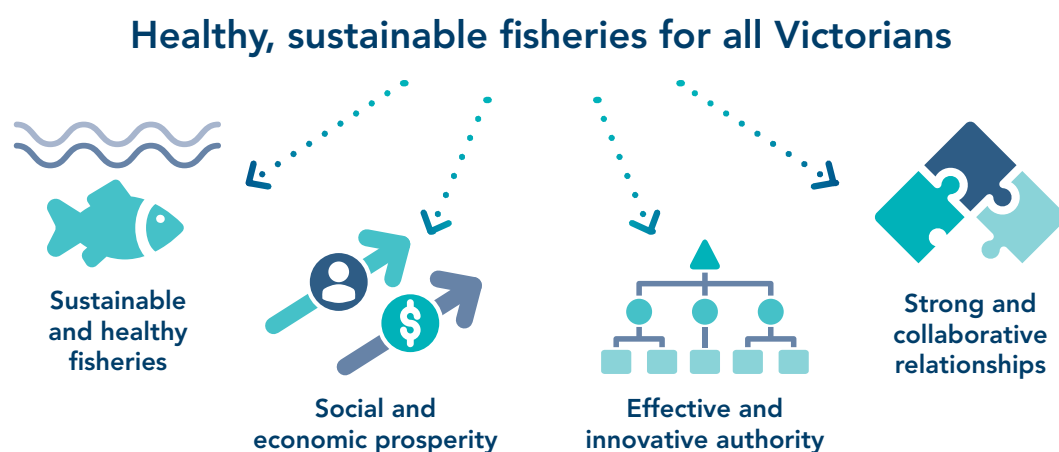 Healthy, sustainable fisheries for all Victorians
Sustainable
and healthy
fisheries
$
Social and
economic prosperity
Effective and
innovative authority
Strong and
collaborative
relationships